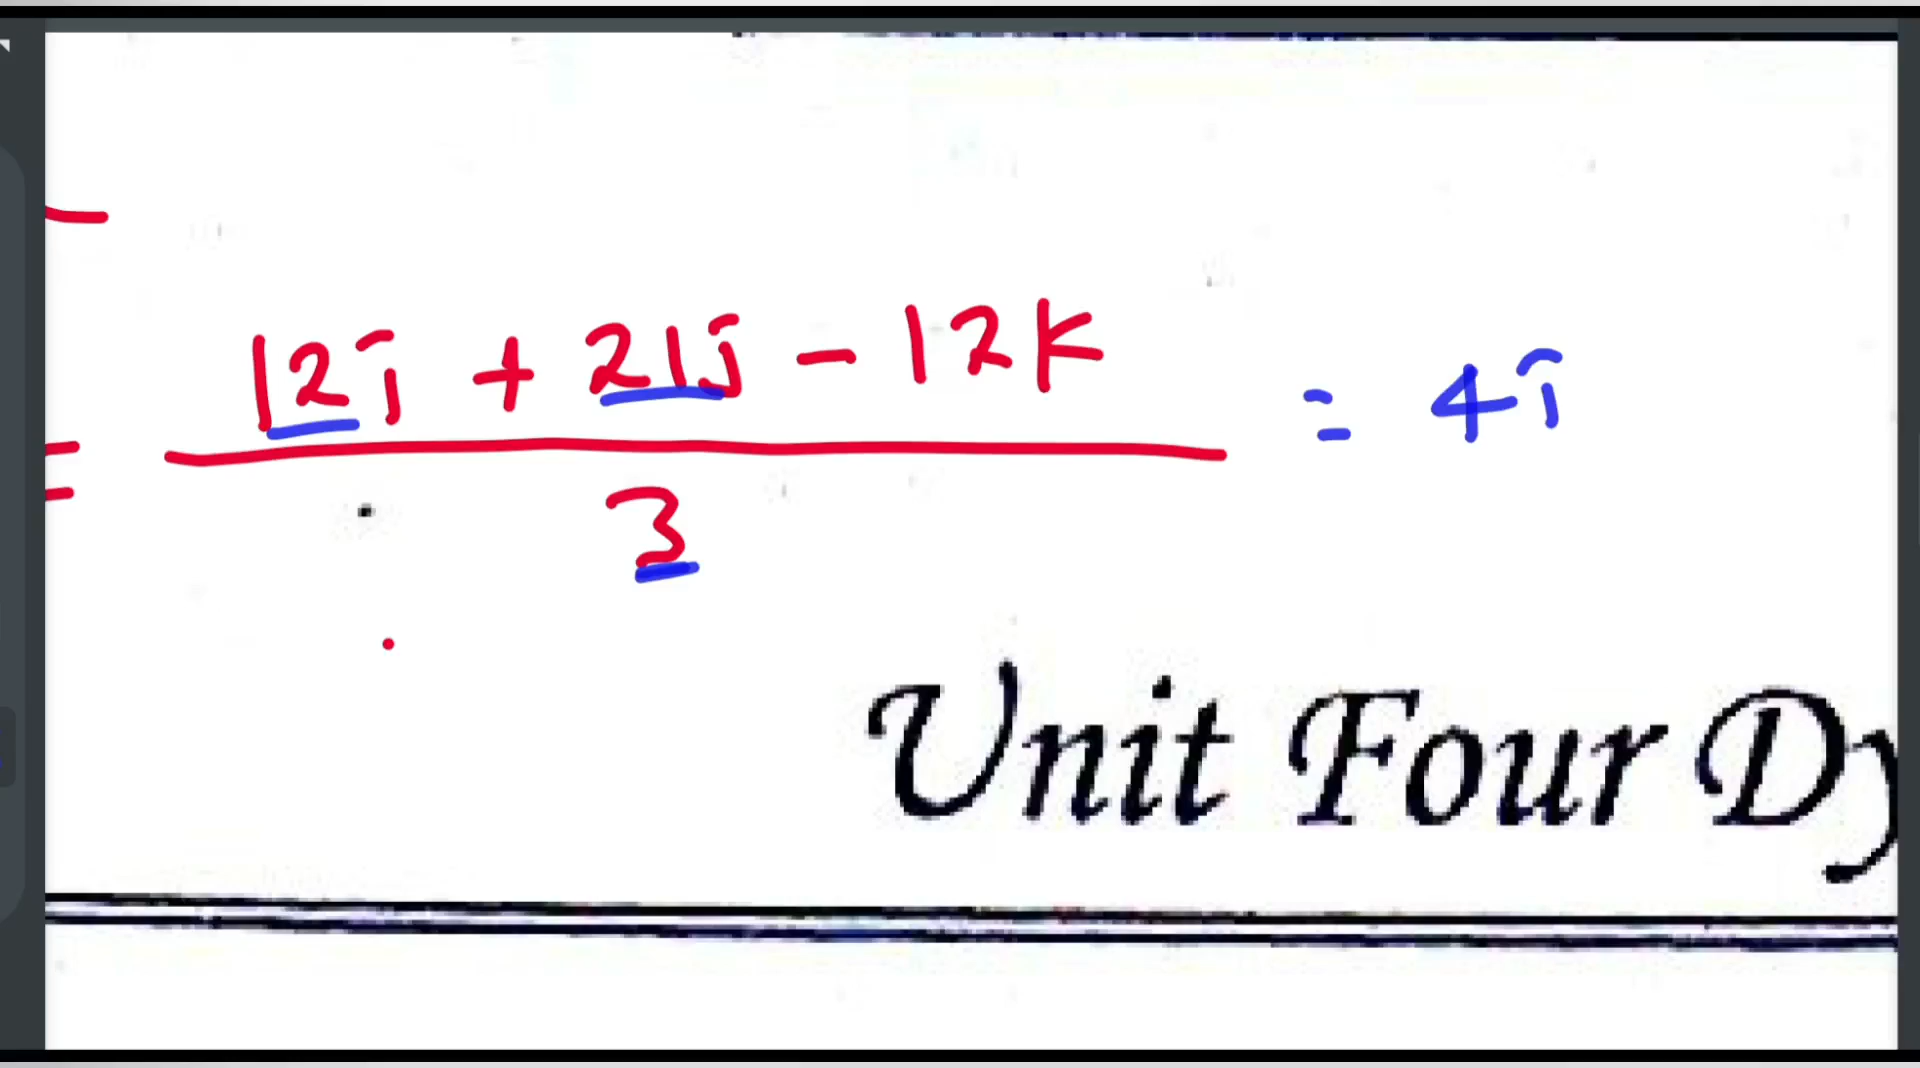 = 12î + 21ĵ - 12k = 4î
3
Unit Four Dy